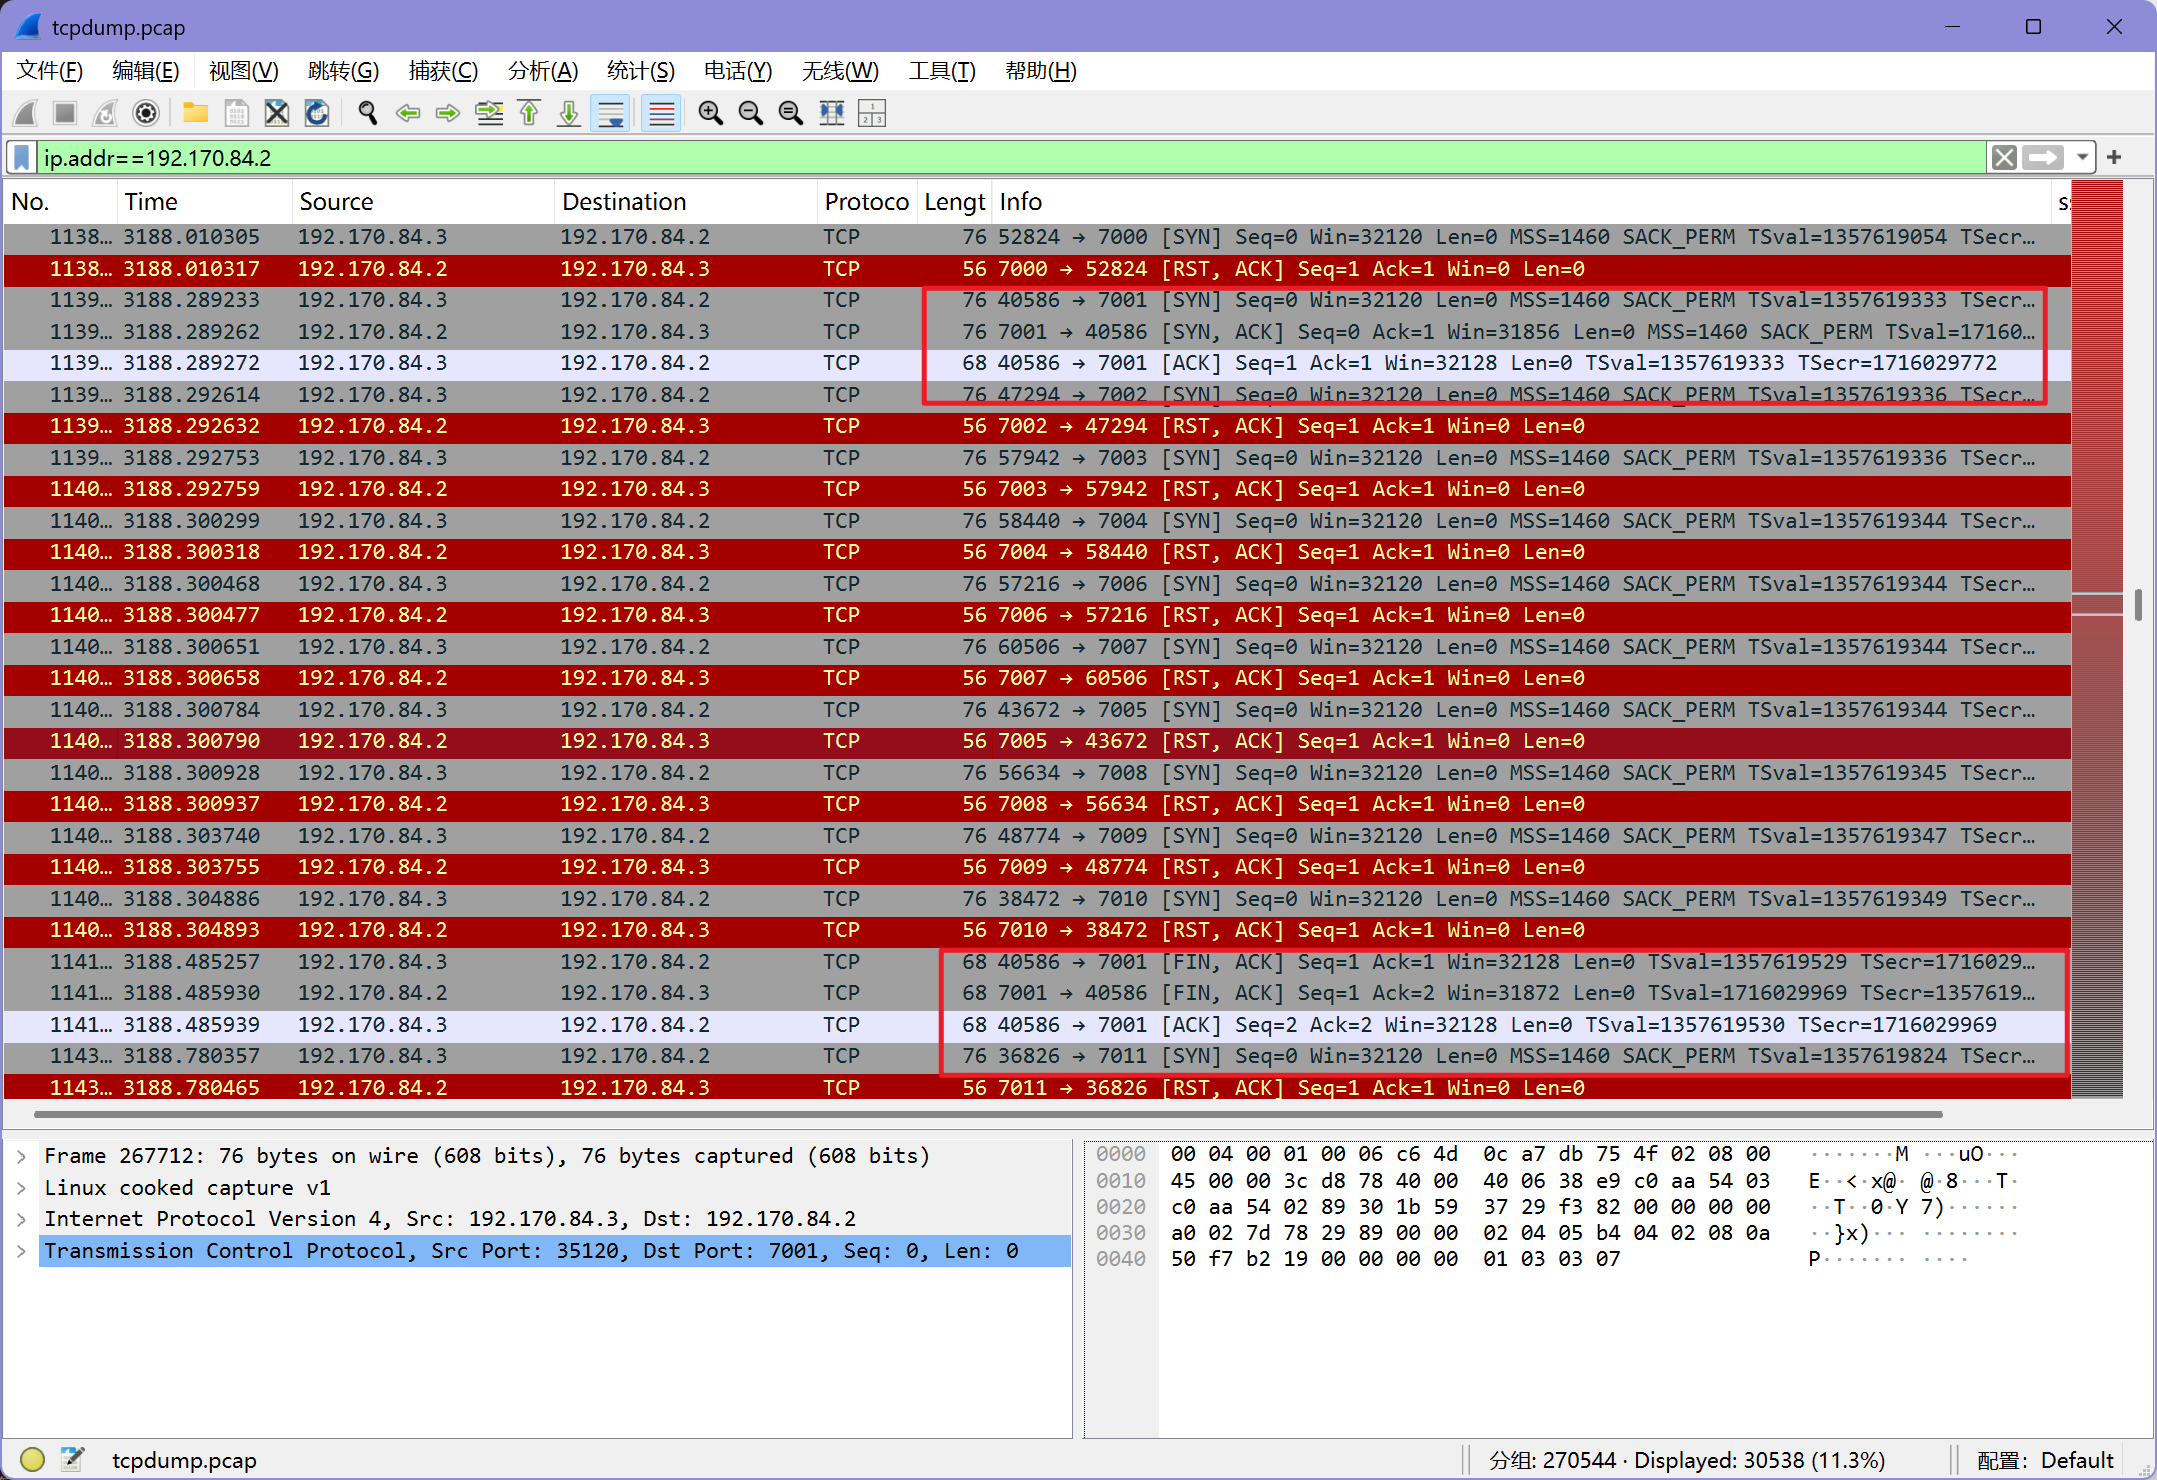 tcpdump.pcap
文件(F) 编辑(E) 视图(V) 跳转(G) 捕获(C) 分析(A) 统计(S) 电话(Y) 无线(W) 工具(T) 帮助(H)
ip.addr==192.170.84.2
No. Time Source Destination Protoco Lengt Info
1138… 3188.010305 192.170.84.3 192.170.84.2 TCP 76 52824 → 7000 [SYN] Seq=0 Win=32120 Len=0 MSS=1460 SACK_PERM TSval=1357619054 TSecr…
1138… 3188.010317 192.170.84.2 192.170.84.3 TCP 56 7000 → 52824 [RST, ACK] Seq=1 Ack=1 Win=0 Len=0
1139… 3188.289233 192.170.84.3 192.170.84.2 TCP 76 40586 → 7001 [SYN] Seq=0 Win=32120 Len=0 MSS=1460 SACK_PERM TSval=1357619333 TSecr…
1139… 3188.289262 192.170.84.2 192.170.84.3 TCP 76 7001 → 40586 [SYN, ACK] Seq=0 Ack=1 Win=31856 Len=0 MSS=1460 SACK_PERM TSval=17160…
1139… 3188.289272 192.170.84.3 192.170.84.2 TCP 68 40586 → 7001 [ACK] Seq=1 Ack=1 Win=32128 Len=0 TSval=1357619333 TSecr=1716029772
1139… 3188.292614 192.170.84.3 192.170.84.2 TCP 76 47294 → 7002 [SYN] Seq=0 Win=32120 Len=0 MSS=1460 SACK_PERM TSval=1357619336 TSecr…
1139… 3188.292632 192.170.84.2 192.170.84.3 TCP 56 7002 → 47294 [RST, ACK] Seq=1 Ack=1 Win=0 Len=0
1139… 3188.292753 192.170.84.3 192.170.84.2 TCP 76 57942 → 7003 [SYN] Seq=0 Win=32120 Len=0 MSS=1460 SACK_PERM TSval=1357619336 TSecr…
1140… 3188.292759 192.170.84.2 192.170.84.3 TCP 56 7003 → 57942 [RST, ACK] Seq=1 Ack=1 Win=0 Len=0
1140… 3188.300299 192.170.84.3 192.170.84.2 TCP 76 58440 → 7004 [SYN] Seq=0 Win=32120 Len=0 MSS=1460 SACK_PERM TSval=1357619344 TSecr…
1140… 3188.300318 192.170.84.2 192.170.84.3 TCP 56 7004 → 58440 [RST, ACK] Seq=1 Ack=1 Win=0 Len=0
1140… 3188.300468 192.170.84.3 192.170.84.2 TCP 76 57216 → 7006 [SYN] Seq=0 Win=32120 Len=0 MSS=1460 SACK_PERM TSval=1357619344 TSecr…
1140… 3188.300477 192.170.84.2 192.170.84.3 TCP 56 7006 → 57216 [RST, ACK] Seq=1 Ack=1 Win=0 Len=0
1140… 3188.300651 192.170.84.3 192.170.84.2 TCP 76 60506 → 7007 [SYN] Seq=0 Win=32120 Len=0 MSS=1460 SACK_PERM TSval=1357619344 TSecr…
1140… 3188.300658 192.170.84.2 192.170.84.3 TCP 56 7007 → 60506 [RST, ACK] Seq=1 Ack=1 Win=0 Len=0
1140… 3188.300784 192.170.84.3 192.170.84.2 TCP 76 43672 → 7005 [SYN] Seq=0 Win=32120 Len=0 MSS=1460 SACK_PERM TSval=1357619344 TSecr…
1140… 3188.300790 192.170.84.2 192.170.84.3 TCP 56 7005 → 43672 [RST, ACK] Seq=1 Ack=1 Win=0 Len=0
1140… 3188.300928 192.170.84.3 192.170.84.2 TCP 76 56634 → 7008 [SYN] Seq=0 Win=32120 Len=0 MSS=1460 SACK_PERM TSval=1357619345 TSecr…
1140… 3188.300937 192.170.84.2 192.170.84.3 TCP 56 7008 → 56634 [RST, ACK] Seq=1 Ack=1 Win=0 Len=0
1140… 3188.303740 192.170.84.3 192.170.84.2 TCP 76 48774 → 7009 [SYN] Seq=0 Win=32120 Len=0 MSS=1460 SACK_PERM TSval=1357619347 TSecr…
1140… 3188.303755 192.170.84.2 192.170.84.3 TCP 56 7009 → 48774 [RST, ACK] Seq=1 Ack=1 Win=0 Len=0
1140… 3188.304886 192.170.84.3 192.170.84.2 TCP 76 38472 → 7010 [SYN] Seq=0 Win=32120 Len=0 MSS=1460 SACK_PERM TSval=1357619349 TSecr…
1140… 3188.304893 192.170.84.2 192.170.84.3 TCP 56 7010 → 38472 [RST, ACK] Seq=1 Ack=1 Win=0 Len=0
1141… 3188.485257 192.170.84.3 192.170.84.2 TCP 68 40586 → 7001 [FIN, ACK] Seq=1 Ack=1 Win=32128 Len=0 TSval=1357619529 TSecr=1716029…
1141… 3188.485930 192.170.84.2 192.170.84.3 TCP 68 7001 → 40586 [FIN, ACK] Seq=1 Ack=2 Win=31872 Len=0 TSval=1716029969 TSecr=1357619…
1141… 3188.485939 192.170.84.3 192.170.84.2 TCP 68 40586 → 7001 [ACK] Seq=2 Ack=2 Win=32128 Len=0 TSval=1357619530 TSecr=1716029969
1143… 3188.780357 192.170.84.3 192.170.84.2 TCP 76 36826 → 7011 [SYN] Seq=0 Win=32120 Len=0 MSS=1460 SACK_PERM TSval=1357619824 TSecr…
1143… 3188.780465 192.170.84.2 192.170.84.3 TCP 56 7011 → 36826 [RST, ACK] Seq=1 Ack=1 Win=0 Len=0
Frame 267712: 76 bytes on wire (608 bits), 76 bytes captured (608 bits)
Linux cooked capture v1
Internet Protocol Version 4, Src: 192.170.84.3, Dst: 192.170.84.2
Transmission Control Protocol, Src Port: 35120, Dst Port: 7001, Seq: 0, Len: 0
0000 00 04 00 01 00 06 c6 4d 0c a7 db 75 4f 02 08 00 ·······M ···uO···
0010 45 00 00 3c d8 78 40 00 40 06 38 e9 c0 aa 54 03 E··<·x@· @·8···T·
0020 c0 aa 54 02 89 30 1b 59 37 29 f3 82 00 00 00 00 ··T··0·Y 7)······
0030 a0 02 7d 78 29 89 00 00 02 04 05 b4 04 02 08 0a ··}x)··· ········
0040 50 f7 b2 19 00 00 00 00 01 03 03 07 P······· ····
tcpdump.pcap 分组: 270544 · Displayed: 30538 (11.3%) 配置: Default